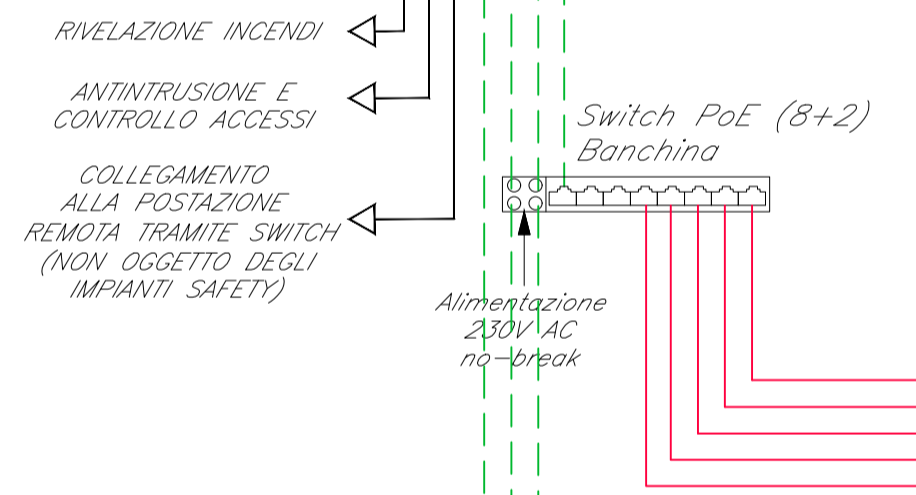 RIVELAZIONE INCENDI
ANTINTRUSIONE E
CONTROLLO ACCESSI
COLLEGAMENTO
ALLA POSTAZIONE
REMOTA TRAMITE SWITCH
(NON OGGETTO DEGLI
IMPIANTI SAFETY)
Switch PoE (8+2)
Banchina
Alimentazione
230V AC
no-break